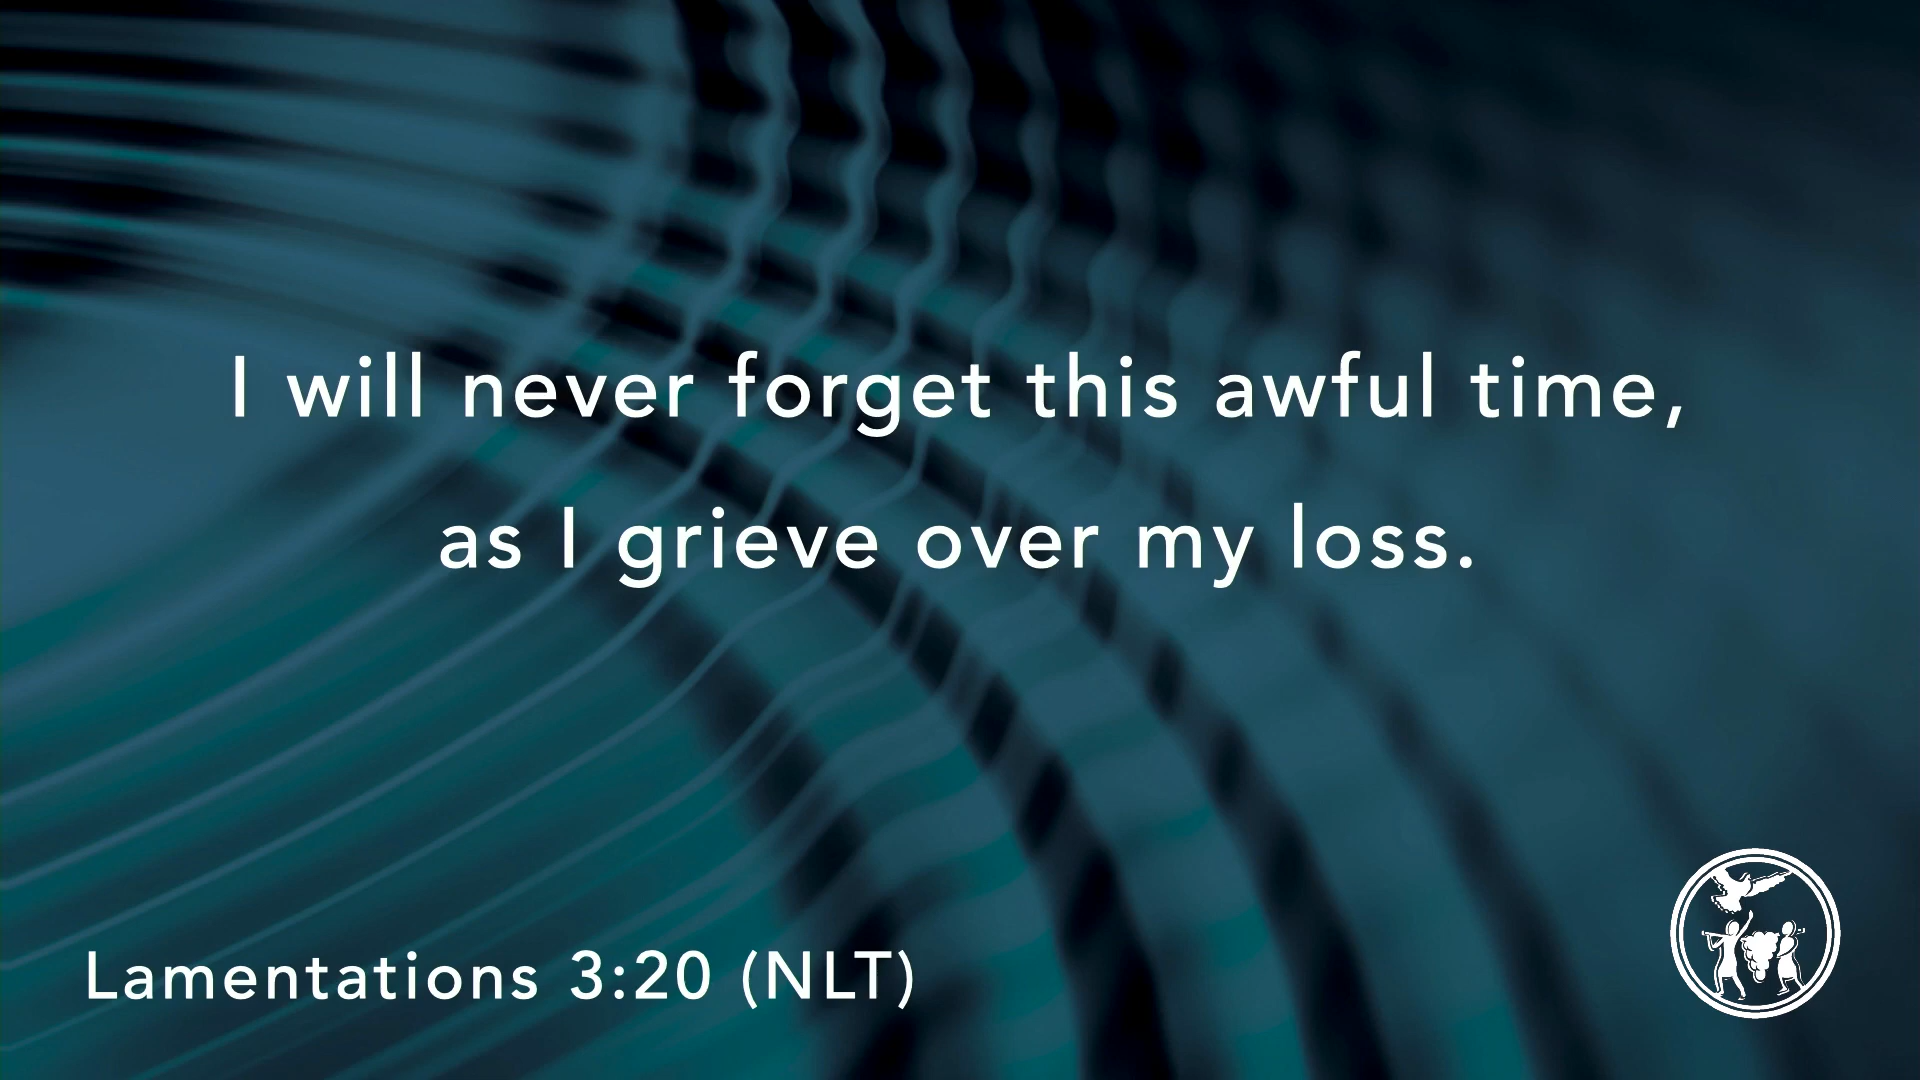 I will never forget this awful time,
as I grieve over my loss.
Lamentations 3:20 (NLT)